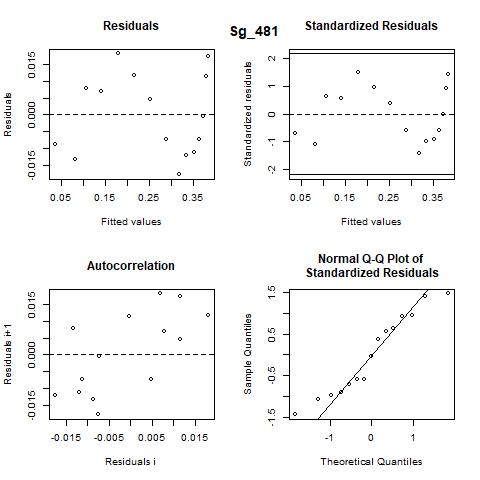 Sg_481
Residuals
Residuals
0.015
0.000
-0.015
0.05
0.15
0.25
0.35
Fitted values
Standardized Residuals
Standardized residuals
2
1
0
-1
-2
0.05
0.15
0.25
0.35
Fitted values
Autocorrelation
Residuals i+1
0.015
0.000
-0.015
-0.015
-0.005
0.005
0.015
Residuals i
Normal Q-Q Plot of
Standardized Residuals
Sample Quantiles
1.5
0.5
-0.5
-1.5
-1
0
1
Theoretical Quantiles